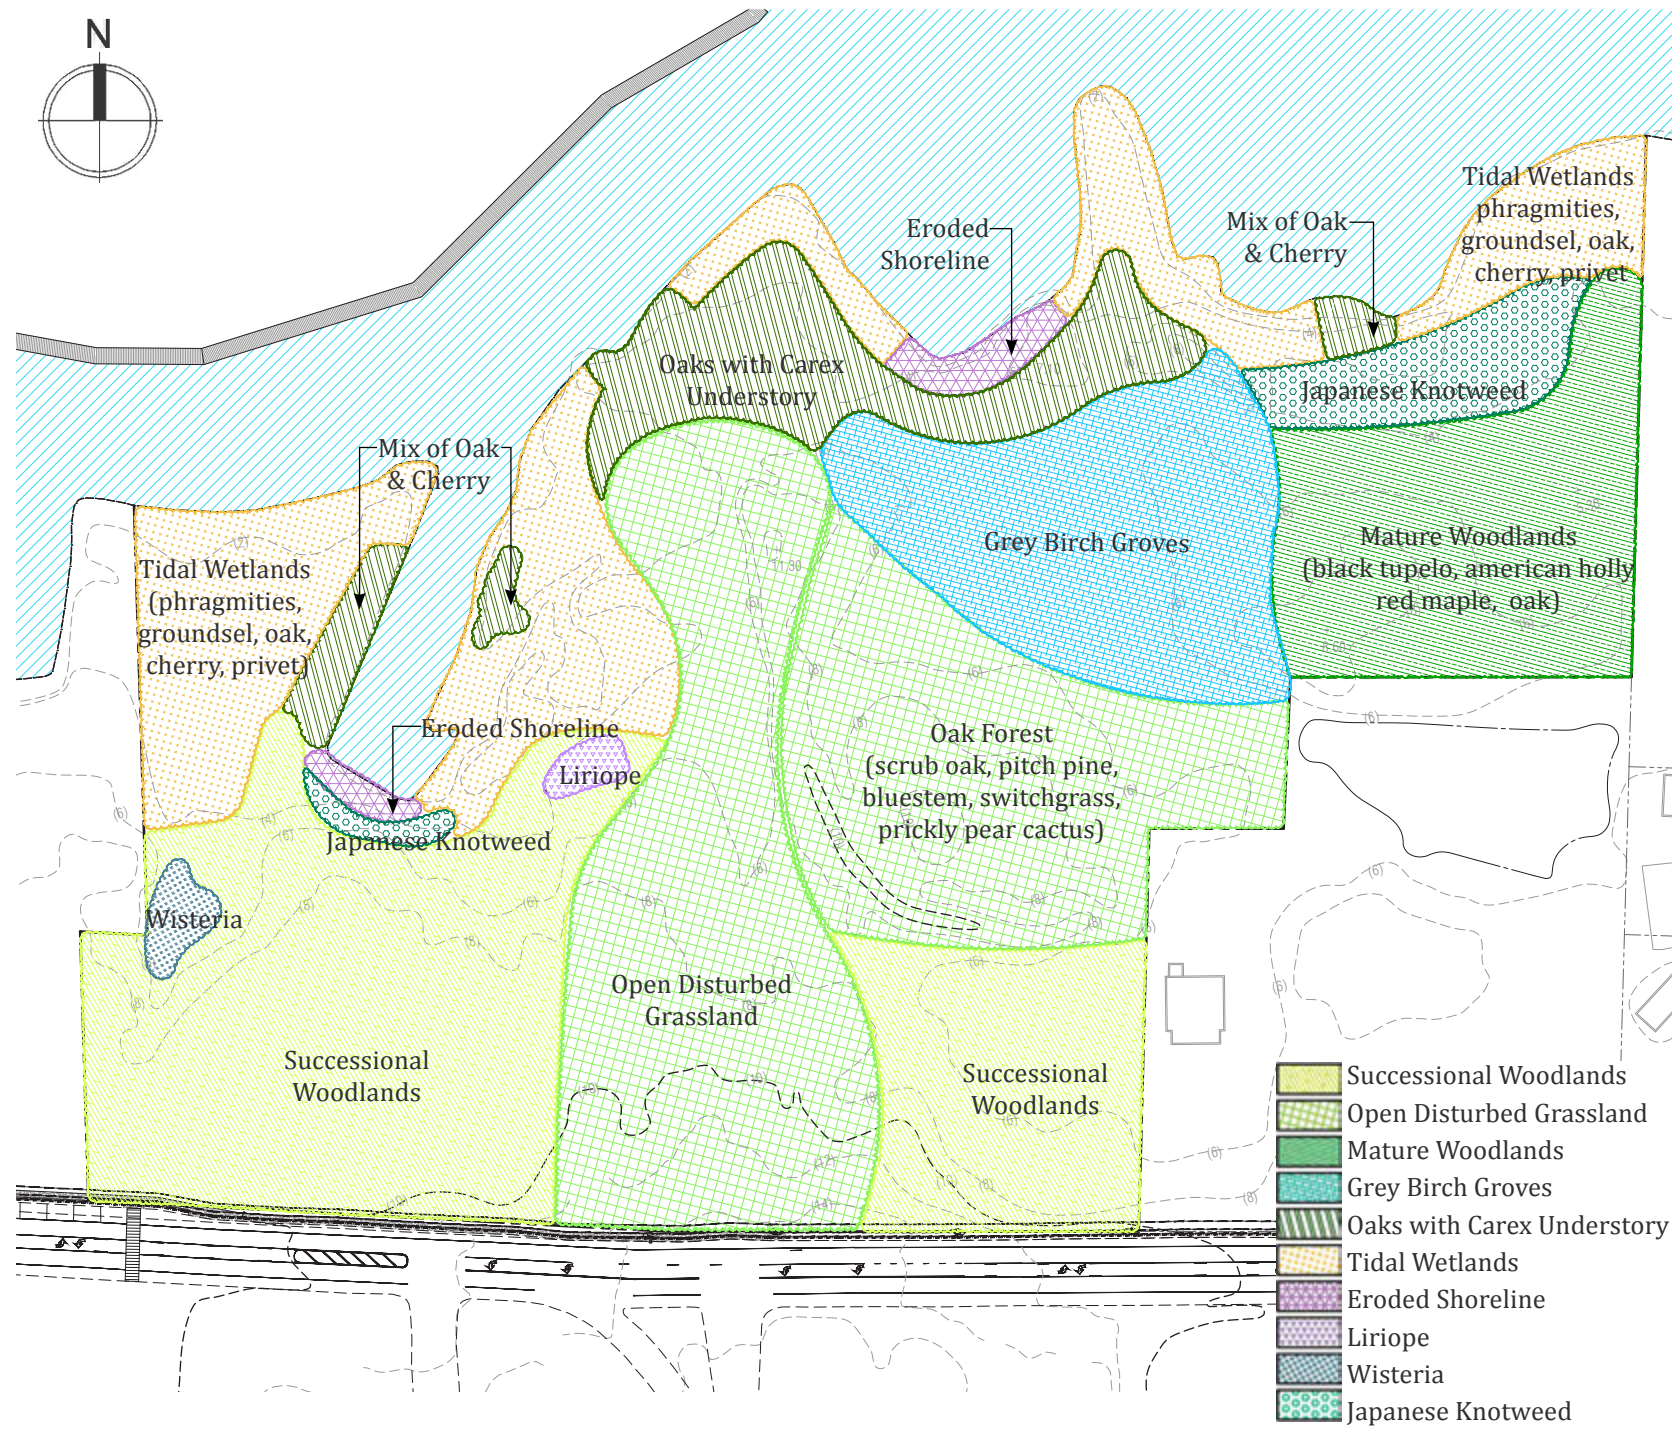 N
Tidal Wetlands
phragmities,
groundsel, oak,
cherry, privet
Mix of Oak
& Cherry
Eroded
Shoreline
Oaks with Carex
Understory
Japanese Knotweed
Mix of Oak
& Cherry
Grey Birch Groves
Mature Woodlands
(black tupelo, american holly
red maple, oak)
Tidal Wetlands
(phragmities,
groundsel, oak,
cherry, privet)
Eroded Shoreline
Liriope
Oak Forest
(scrub oak, pitch pine,
bluestem, switchgrass,
prickly pear cactus)
Japanese Knotweed
Wisteria
Open Disturbed
Grassland
Successional
Woodlands
Successional
Woodlands
Successional Woodlands
Open Disturbed Grassland
Mature Woodlands
Grey Birch Groves
Oaks with Carex Understory
Tidal Wetlands
Eroded Shoreline
Liriope
Wisteria
Japanese Knotweed